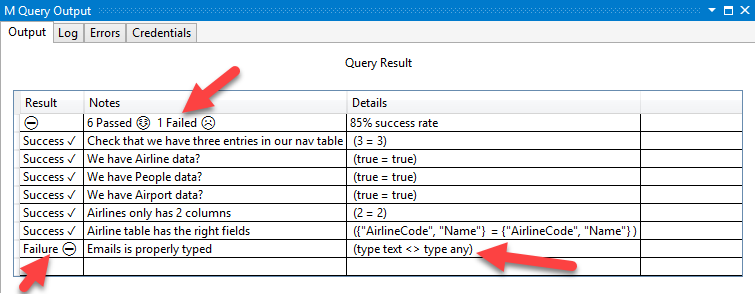 M Query Output
Output Log Errors Credentials
Query Result
Result Notes Details
6 Passed 😲 1 Failed ☹ 85% success rate
Success ✓ Check that we have three entries in our nav table (3 = 3)
Success ✓ We have Airline data? (true = true)
Success ✓ We have People data? (true = true)
Success ✓ We have Airport data? (true = true)
Success ✓ Airlines only has 2 columns (2 = 2)
Success ✓ Airline table has the right fields ({"AirlineCode", "Name"} = {"AirlineCode", "Name"} )
Failure ⛔ Emails is properly typed (type text <> type any)